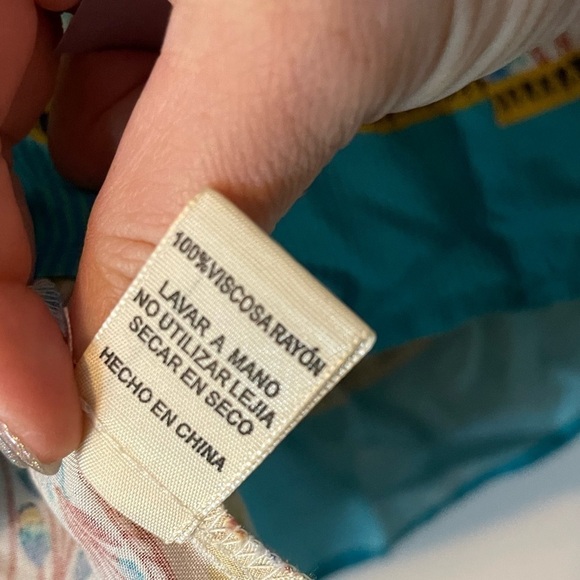 100% VISCOSA RAYÓN
LAVAR A MANO
NO UTILIZAR LEJIA
SECAR EN SECO
HECHO EN CHINA